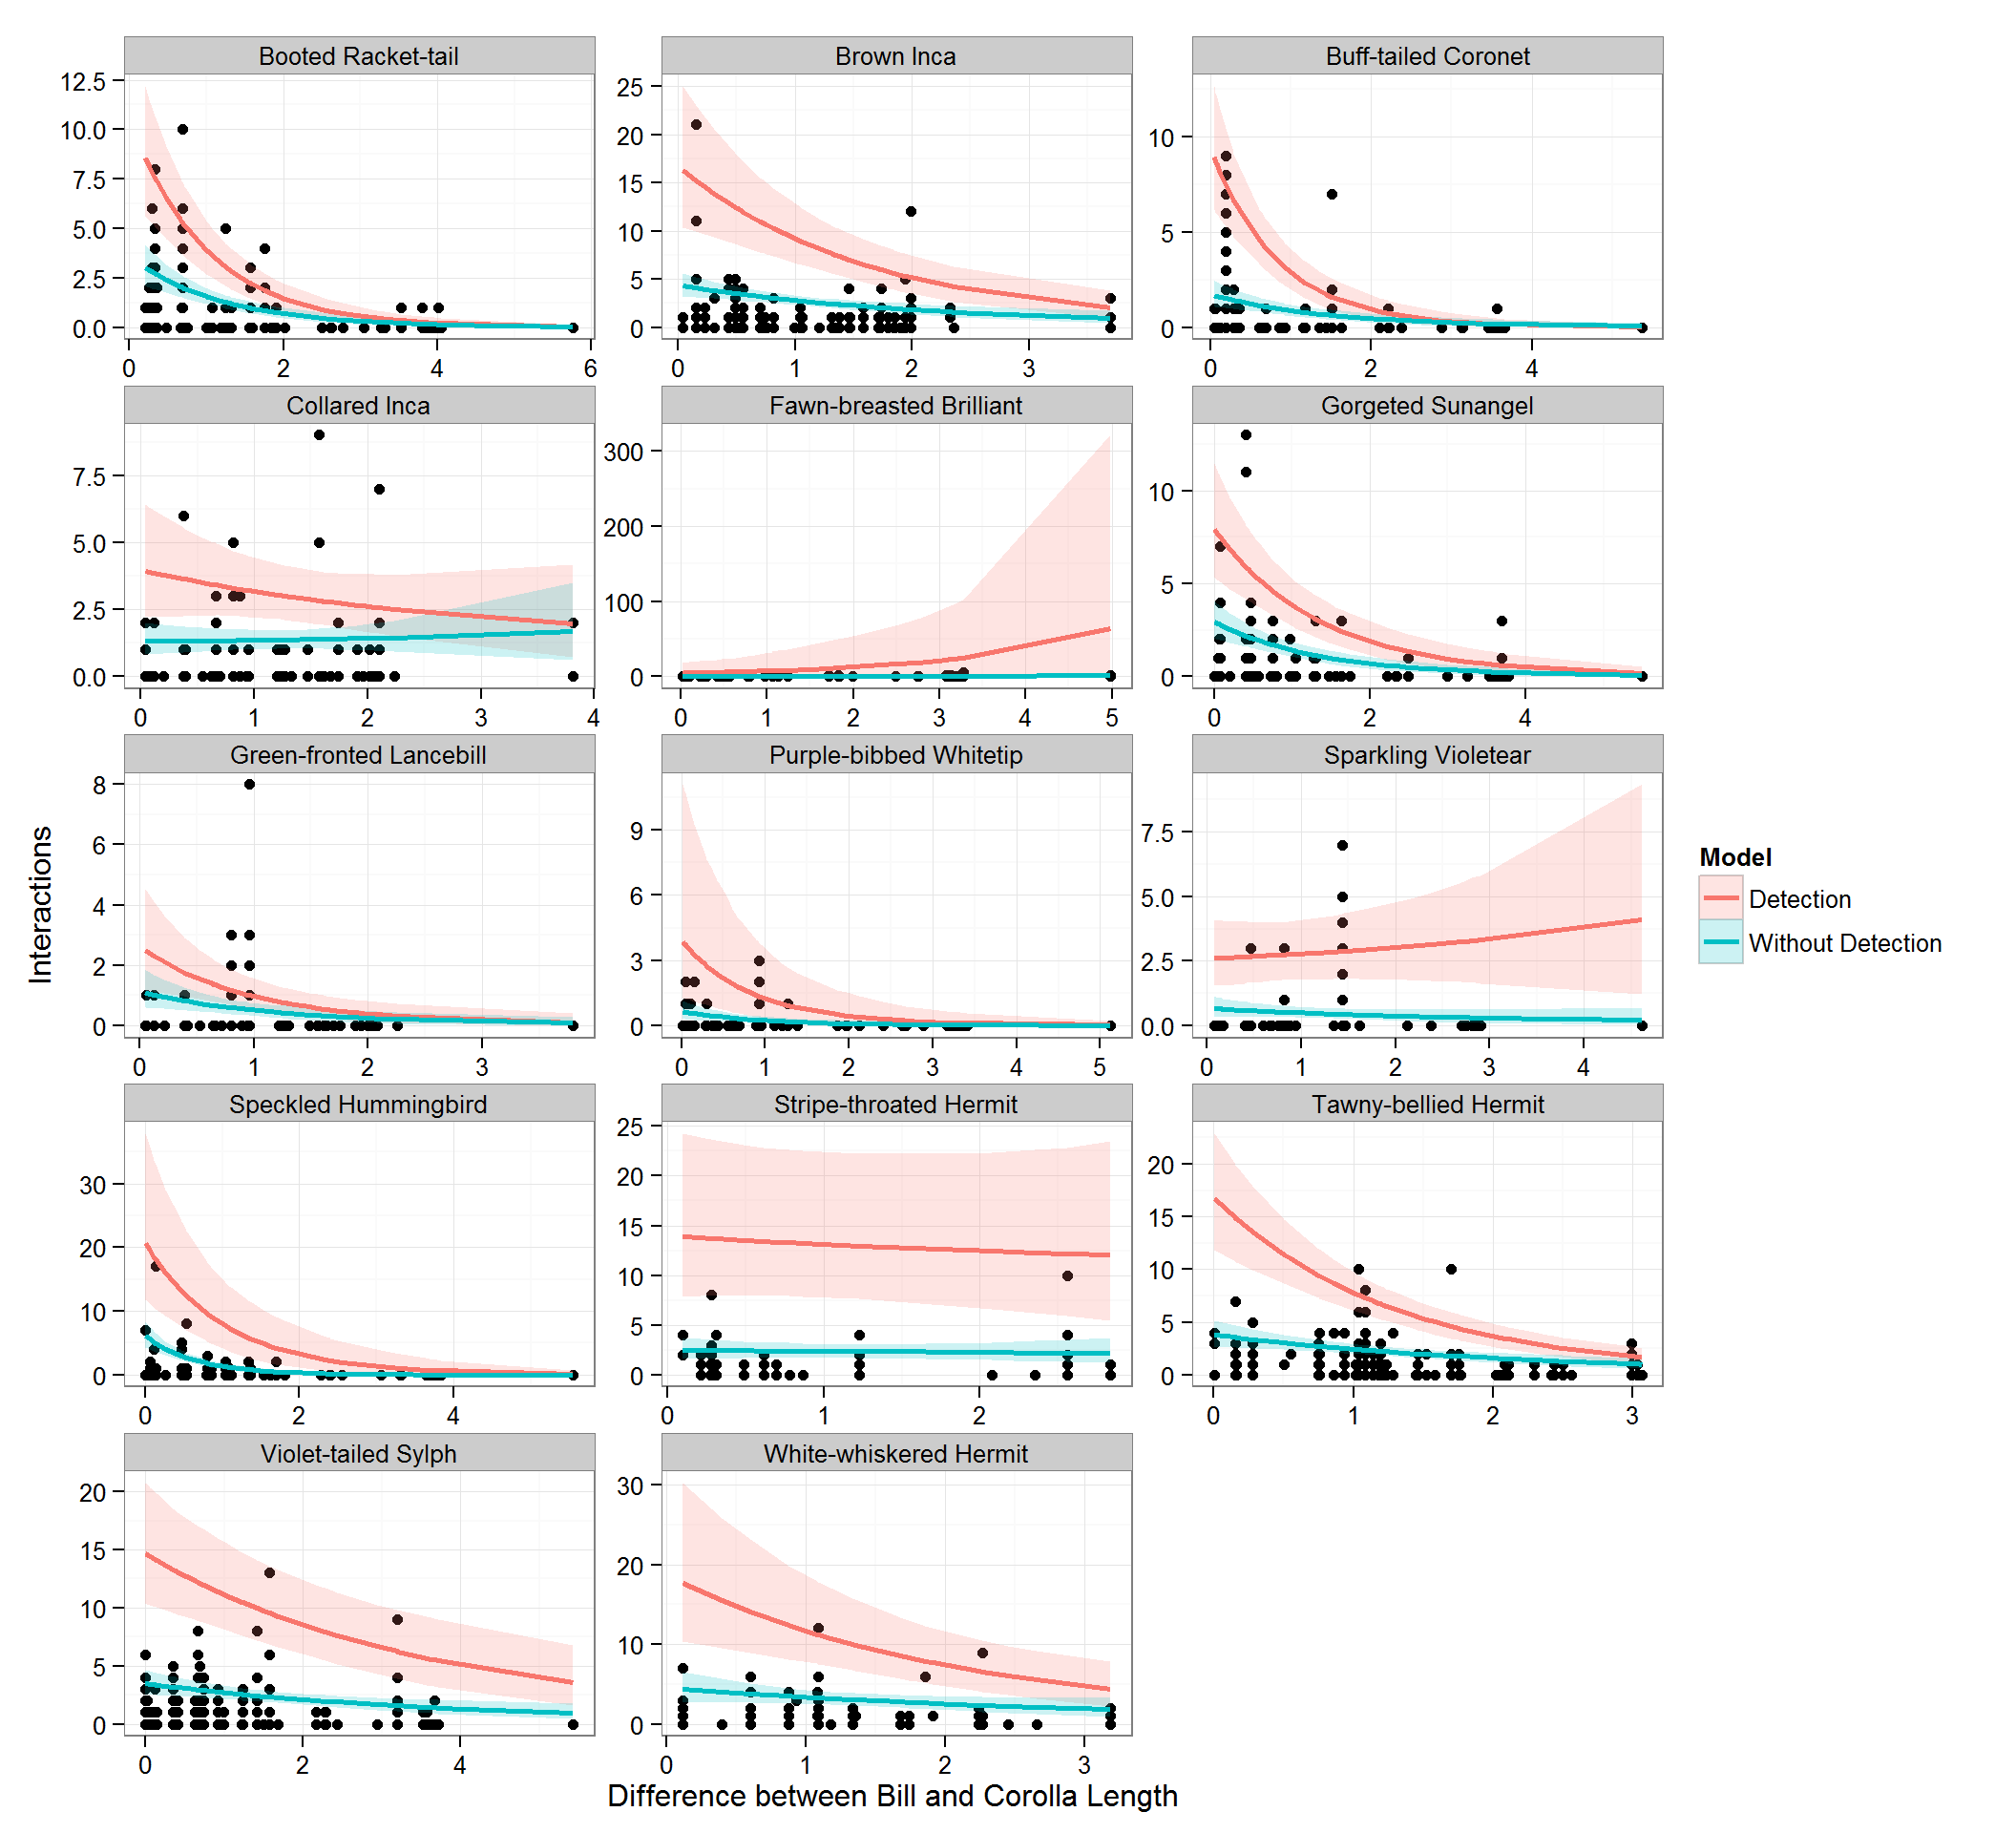 Booted Racket-tail Brown Inca Buff-tailed Coronet
12.5 10.0 7.5 5.0 2.5 0.0
25 20 15 10 5 0
10 5 0
0 2 4 6
0 1 2 3
0 2 4
Collared Inca Fawn-breasted Brilliant Gorgeted Sunangel
7.5 5.0 2.5 0.0
300 200 100 0
10 5 0
0 1 2 3 4
0 1 2 3 4 5
0 2 4
Green-fronted Lancebill Purple-bibbed Whitetip Sparkling Violetear
8 6 4 2 0
9 6 3 0
7.5 5.0 2.5 0.0
0 1 2 3
0 1 2 3 4 5
0 1 2 3 4
Speckled Hummingbird Stripe-throated Hermit Tawny-bellied Hermit
30 20 10 0
25 20 15 10 5 0
20 15 10 5 0
0 2 4
0 1 2
0 1 2 3
Violet-tailed Sylph White-whiskered Hermit
20 15 10 5 0
30 20 10 0
0 2 4
0 1 2 3
Interactions
Difference between Bill and Corolla Length
Model
Detection
Without Detection